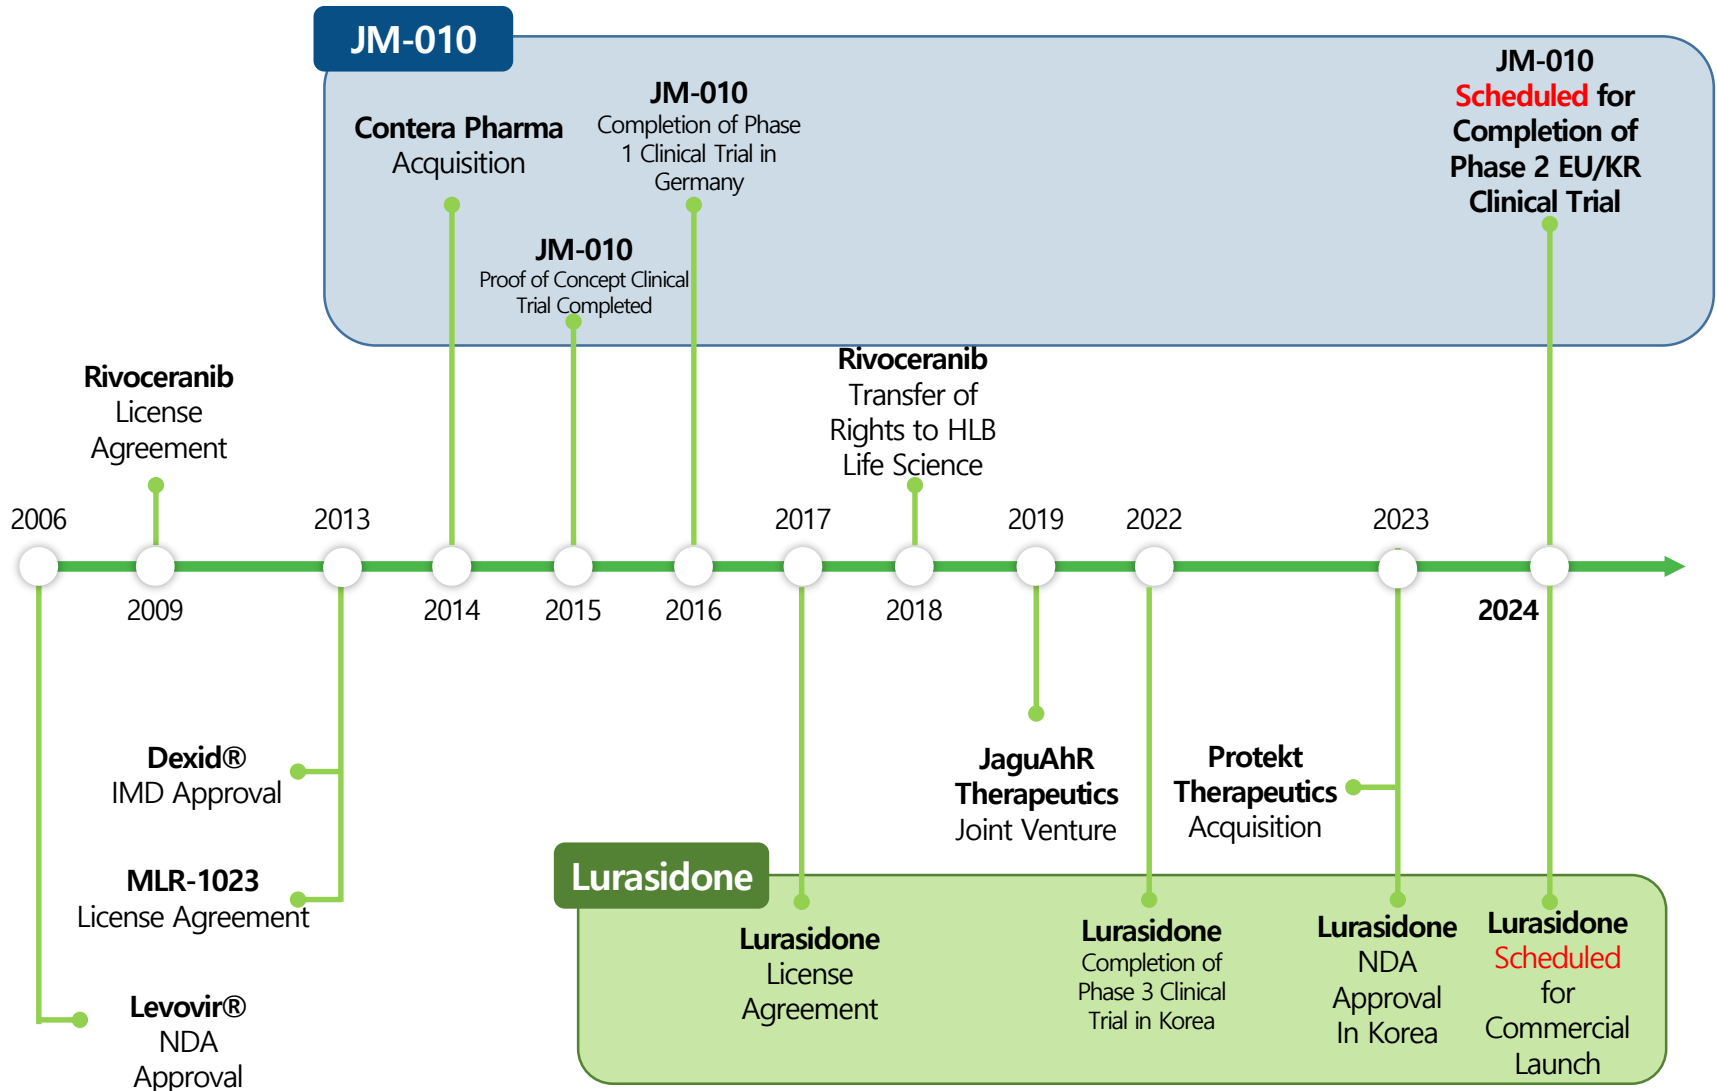 JM-010
Contera Pharma
Acquisition
JM-010
Completion of Phase
1 Clinical Trial in
Germany
JM-010
Proof of Concept Clinical
Trial Completed
JM-010
Scheduled for
Completion of
Phase 2 EU/KR
Clinical Trial
Rivoceranib
License
Agreement
Rivoceranib
Transfer of
Rights to HLB
Life Science
2006
2013
2017
2019
2022
2023
2009
2014
2015
2016
2018
2024
Dexid®
IMD Approval
MLR-1023
License Agreement
Levovir®
NDA
Approval
JaguAhR
Therapeutics
Joint Venture
Protekt
Therapeutics
Acquisition
Lurasidone
Lurasidone
License
Agreement
Lurasidone
Completion of
Phase 3 Clinical
Trial in Korea
Lurasidone
NDA
Approval
In Korea
Lurasidone
Scheduled
for
Commercial
Launch